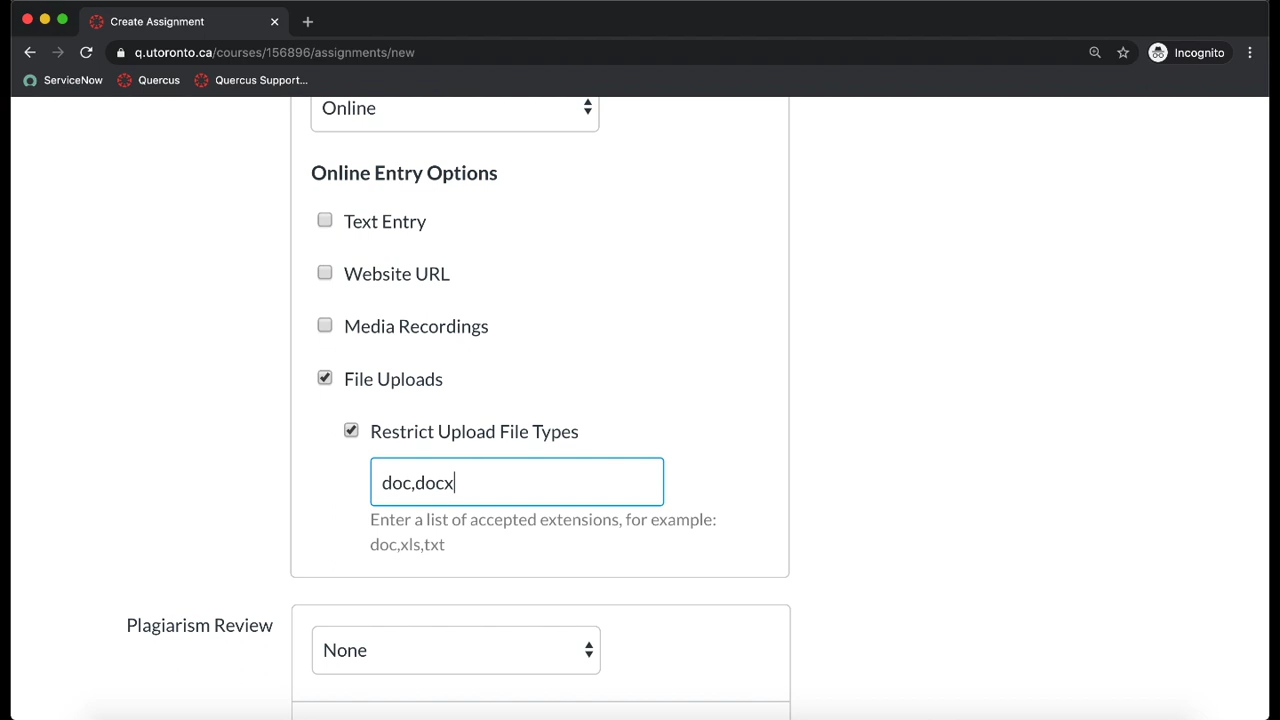 Create Assignment
q.utoronto.ca/courses/156896/assignments/new
Incognito
ServiceNow Quercus Quercus Support...
Online
Online Entry Options
Text Entry
Website URL
Media Recordings
File Uploads
Restrict Upload File Types
doc,docx
Enter a list of accepted extensions, for example:
doc,xls,txt
Plagiarism Review
None